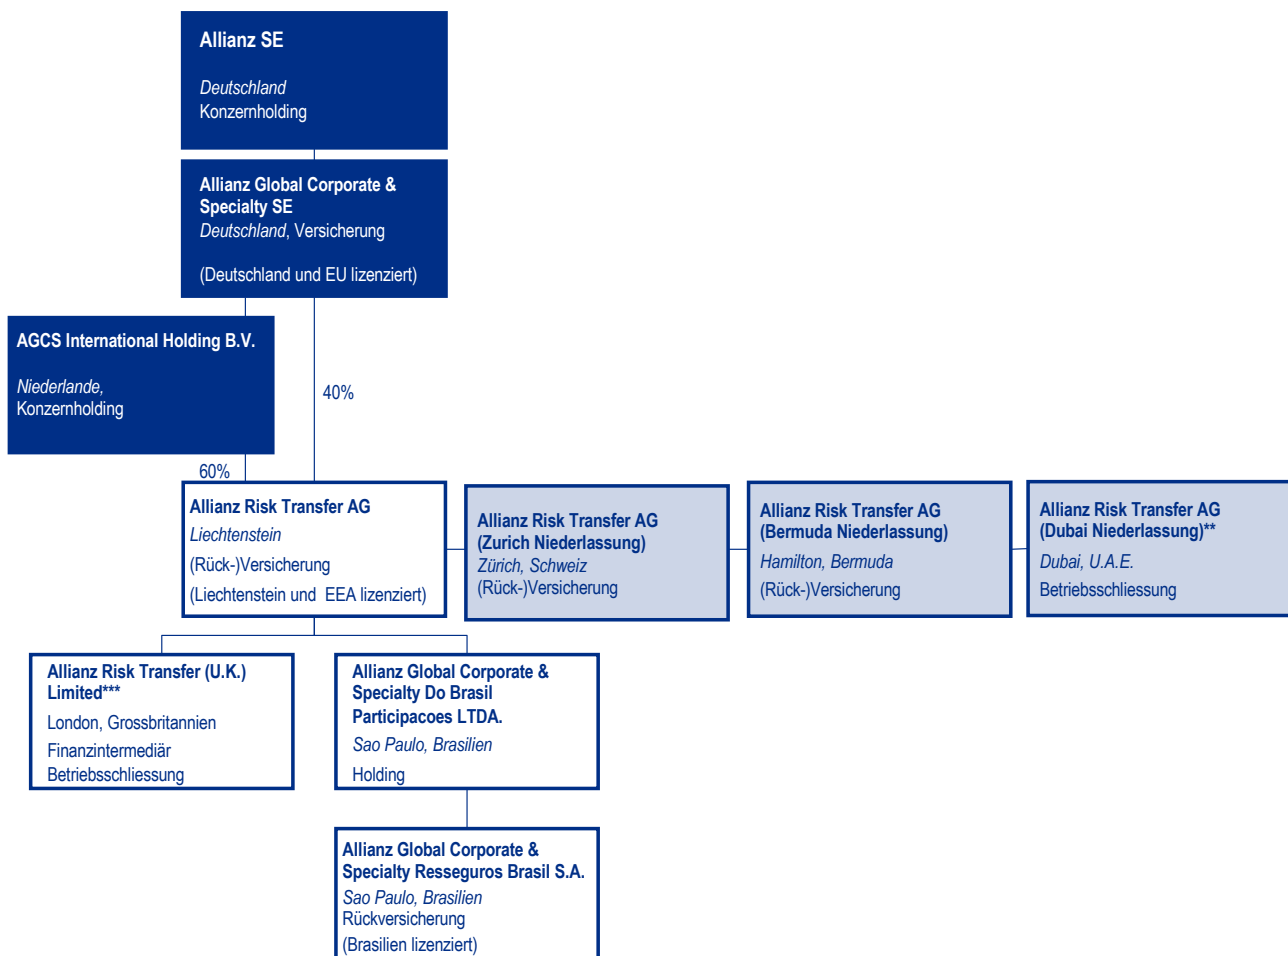 Allianz SE
Deutschland
Konzernholding
Allianz Global Corporate &
Specialty SE
Deutschland, Versicherung
(Deutschland und EU lizenziert)
AGCS International Holding B.V.
Niederlande,
Konzernholding
40%
60%
Allianz Risk Transfer AG
Liechtenstein
(Rück-)Versicherung
(Liechtenstein und EEA lizenziert)
Allianz Risk Transfer AG
(Zurich Niederlassung)
Zürich, Schweiz
(Rück-)Versicherung
Allianz Risk Transfer AG
(Bermuda Niederlassung)
Hamilton, Bermuda
(Rück-)Versicherung
Allianz Risk Transfer AG
(Dubai Niederlassung)**
Dubai, U.A.E.
Betriebsschliessung
Allianz Risk Transfer (U.K.)
Limited***
London, Grossbritannien
Finanzintermediär
Betriebsschliessung
Allianz Global Corporate &
Specialty Do Brasil
Participacoes LTDA.
Sao Paulo, Brasilien
Holding
Allianz Global Corporate &
Specialty Resseguros Brasil S.A.
Sao Paulo, Brasilien
Rückversicherung
(Brasilien lizenziert)